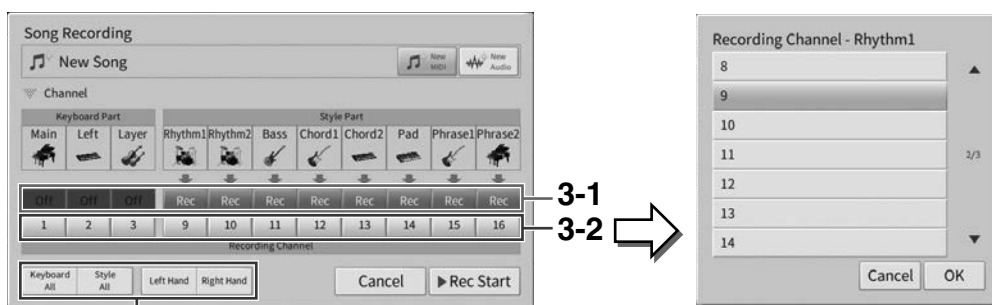 Song Recording
New Song
New MIDI
New Audio
Channel
Keyboard Part
Style Part
Main Left Layer Rhythm1 Rhythm2 Bass Chord1 Chord2 Pad Phrase1 Phrase2
Off Off Off Rec Rec Rec Rec Rec Rec Rec Rec
3-1
1 2 3 9 10 11 12 13 14 15 16
3-2
Recording Channel
Keyboard All
Style All
Left Hand Right Hand Cancel Rec Start
Recording Channel - Rhythm1
8
9
10
11
2/3
12
13
14
Cancel OK